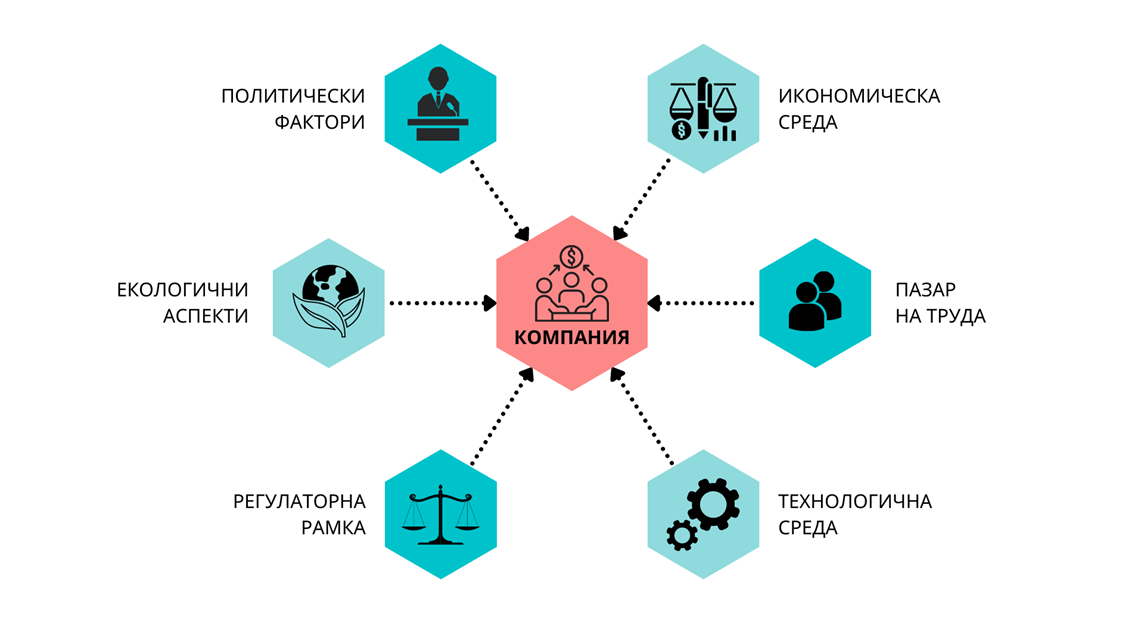 ПОЛИТИЧЕСКИ
ФАКТОРИ
ИКОНОМИЧЕСКА
СРЕДА
ЕКОЛОГИЧНИ
АСПЕКТИ
$
КОМПАНИЯ
ПАЗАР
НА ТРУДА
РЕГУЛАТОРНА
РАМКА
ТЕХНОЛОГИЧНА
СРЕДА